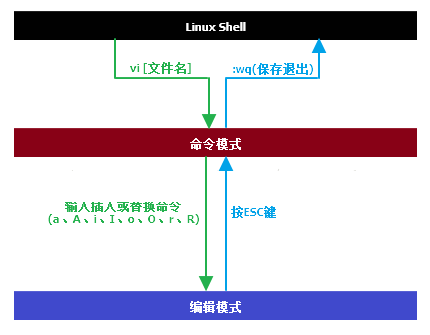 Linux Shell
vi [文件名]
:wq(保存退出)
命令模式
输入插入或替换命令
(a、A、i、I、o、O、r、R)
按ESC键
编辑模式